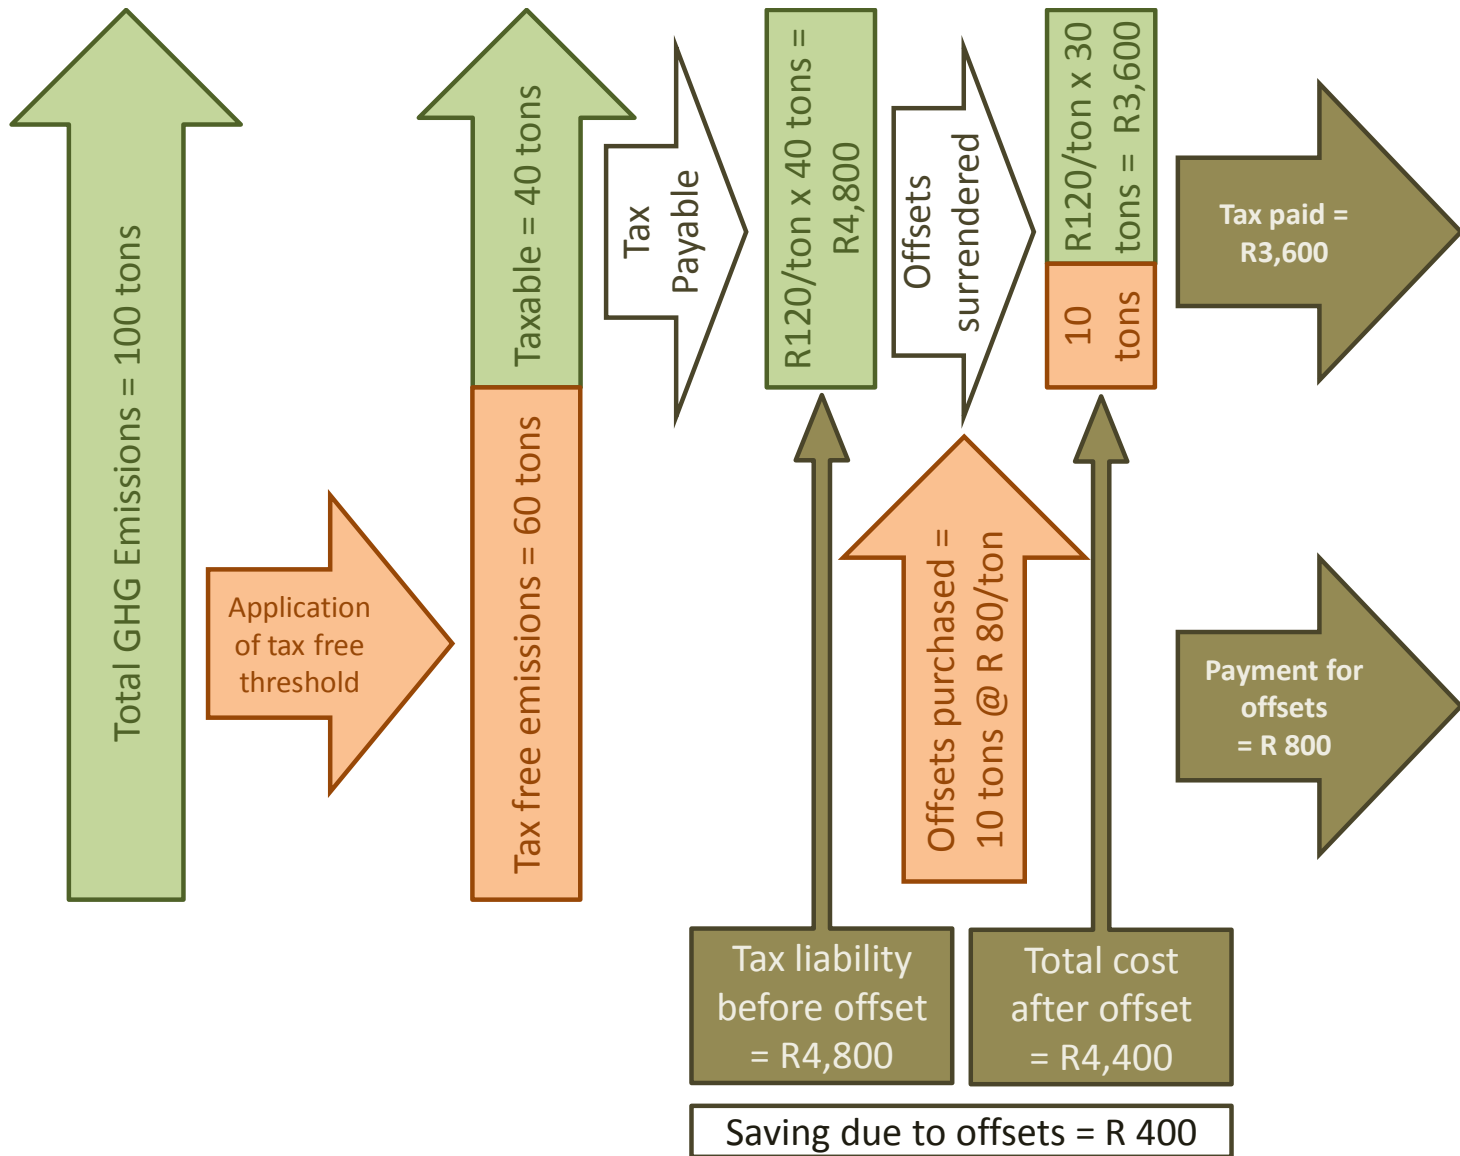 Total GHG Emissions = 100 tons
Application
of tax free
threshold
Taxable = 40 tons
Tax free emissions = 60 tons
Tax
Payable
R120/ton x 40 tons =
R4,800
Offsets
surrendered
Offsets purchased =
10 tons @ R 80/ton
R120/ton x 30
tons =  R3,600
10
tons
Tax paid =
R3,600
Payment for
offsets
= R 800
Tax liability
before offset
= R4,800
Total cost
after offset
= R4,400
Saving due to offsets = R 400